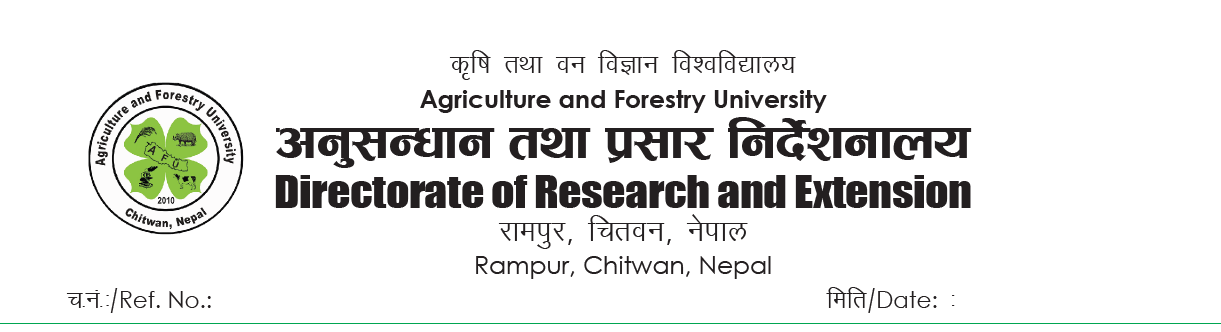 कृषि तथा वन विज्ञान विश्वविद्यालय
Agriculture and Forestry University
अनुसन्धान तथा प्रसार निर्देशनालय
Directorate of Research and Extension
रामपुर, चितवन, नेपाल
Rampur, Chitwan, Nepal
Agriculture and Forestry University
AFU
2010
Chitwan, Nepal
च.नं.:/Ref. No.:
मिति/Date: :